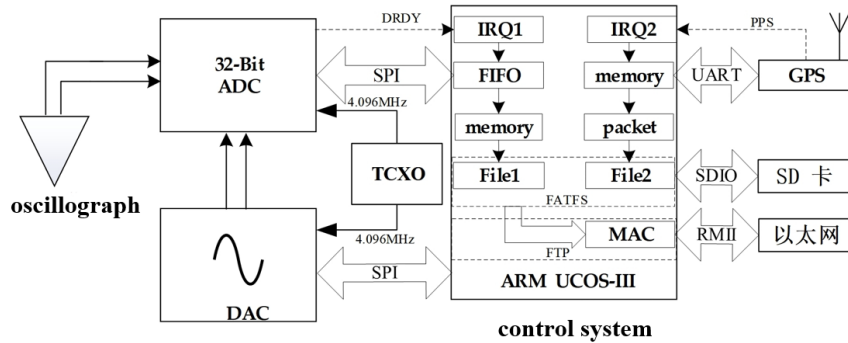 DRDY
IRQ1
IRQ2
PPS
32-Bit
ADC
SPI
FIFO
memory
UART
GPS
4.096MHz
memory
packet
TCXO
File1
File2
SDIO
SD 卡
oscillograph
FATFS
4.096MHz
MAC
RMII
以太网
FTP
SPI
DAC
ARM UCOS-III
control system